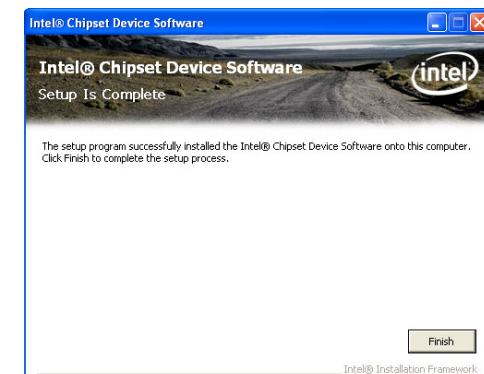 Intel® Chipset Device Software
Intel® Chipset Device Software
intel
Setup Is Complete
The setup program successfully installed the Intel® Chipset Device Software onto this computer.
Click Finish to complete the setup process.
Finish
Intel® Installation Framework